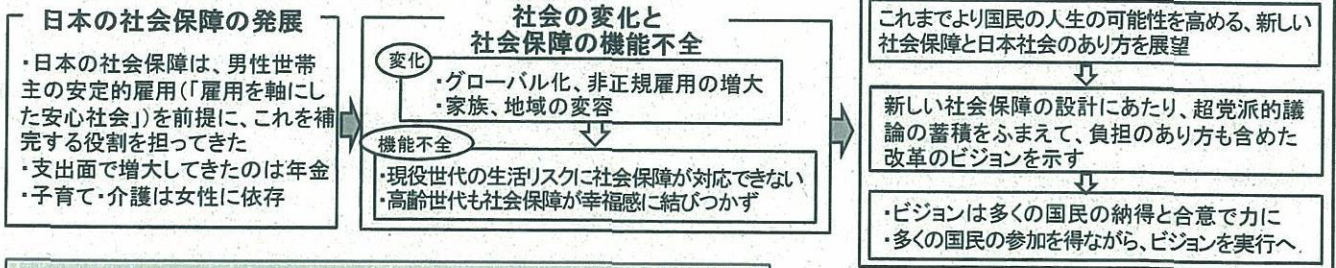 日本の社会保障の発展
・日本の社会保障は、男性世帯
主の安定的雇用(「雇用を軸にし
た安心社会」)を前提に、これを補
完する役割を担ってきた
・支出面で増大してきたのは年金
・子育て・介護は女性に依存
社会の変化と
社会保障の機能不全
変化
・グローバル化、非正規雇用の増大
・家族、地域の変容
機能不全
・現役世代の生活リスクに社会保障が対応できない
・高齢世代も社会保障が幸福感に結びつかず
これまでより国民の人生の可能性を高める、新しい
社会保障と日本社会のあり方を展望
新しい社会保障の設計にあたり、超党派的議
論の蓄積をふまえて、負担のあり方も含めた
改革のビジョンを示す
・ビジョンは多くの国民の納得と合意で力に
・多くの国民の参加を得ながら、ビジョンを実行へ